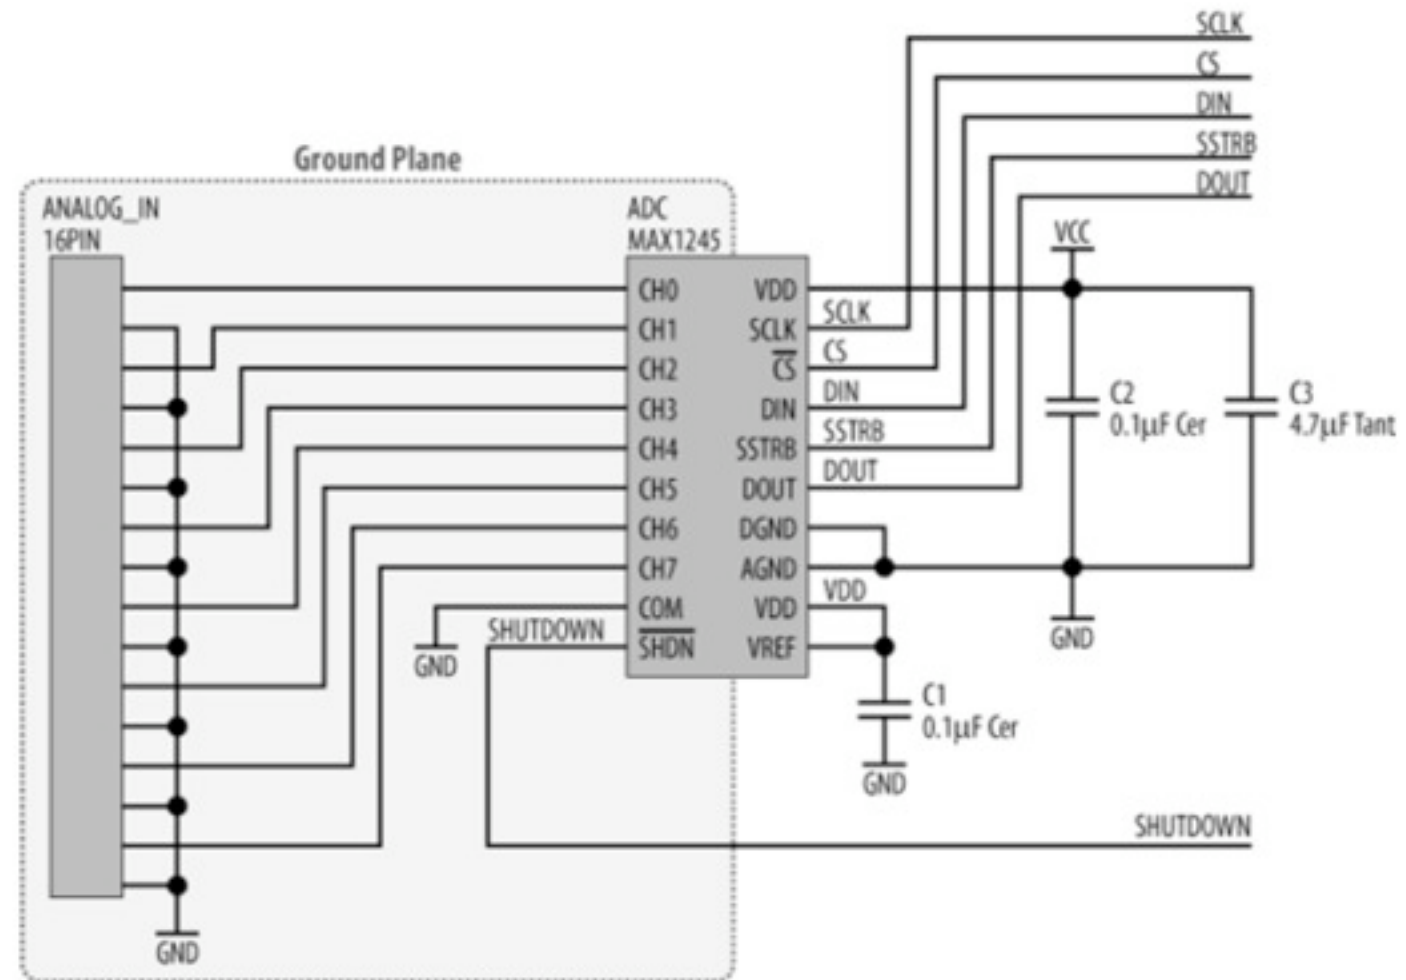 SCLK
CS
DIN
SSTRB
DOUT
Ground Plane
ANALOG_IN
16PIN
ADC
MAX1245
VCC
CH0
VDD
SCLK
CH1
SCLK
CS
CH2
CS
DIN
CH3
DIN
C2
0.1µF Cer
C3
4.7µF Tant
SSTRB
CH4
SSTRB
DOUT
CH5
DOUT
CH6
DGND
CH7
AGND
VDD
COM
VDD
SHUTDOWN
GND
SHDN
VREF
GND
C1
0.1µF Cer
GND
SHUTDOWN
GND